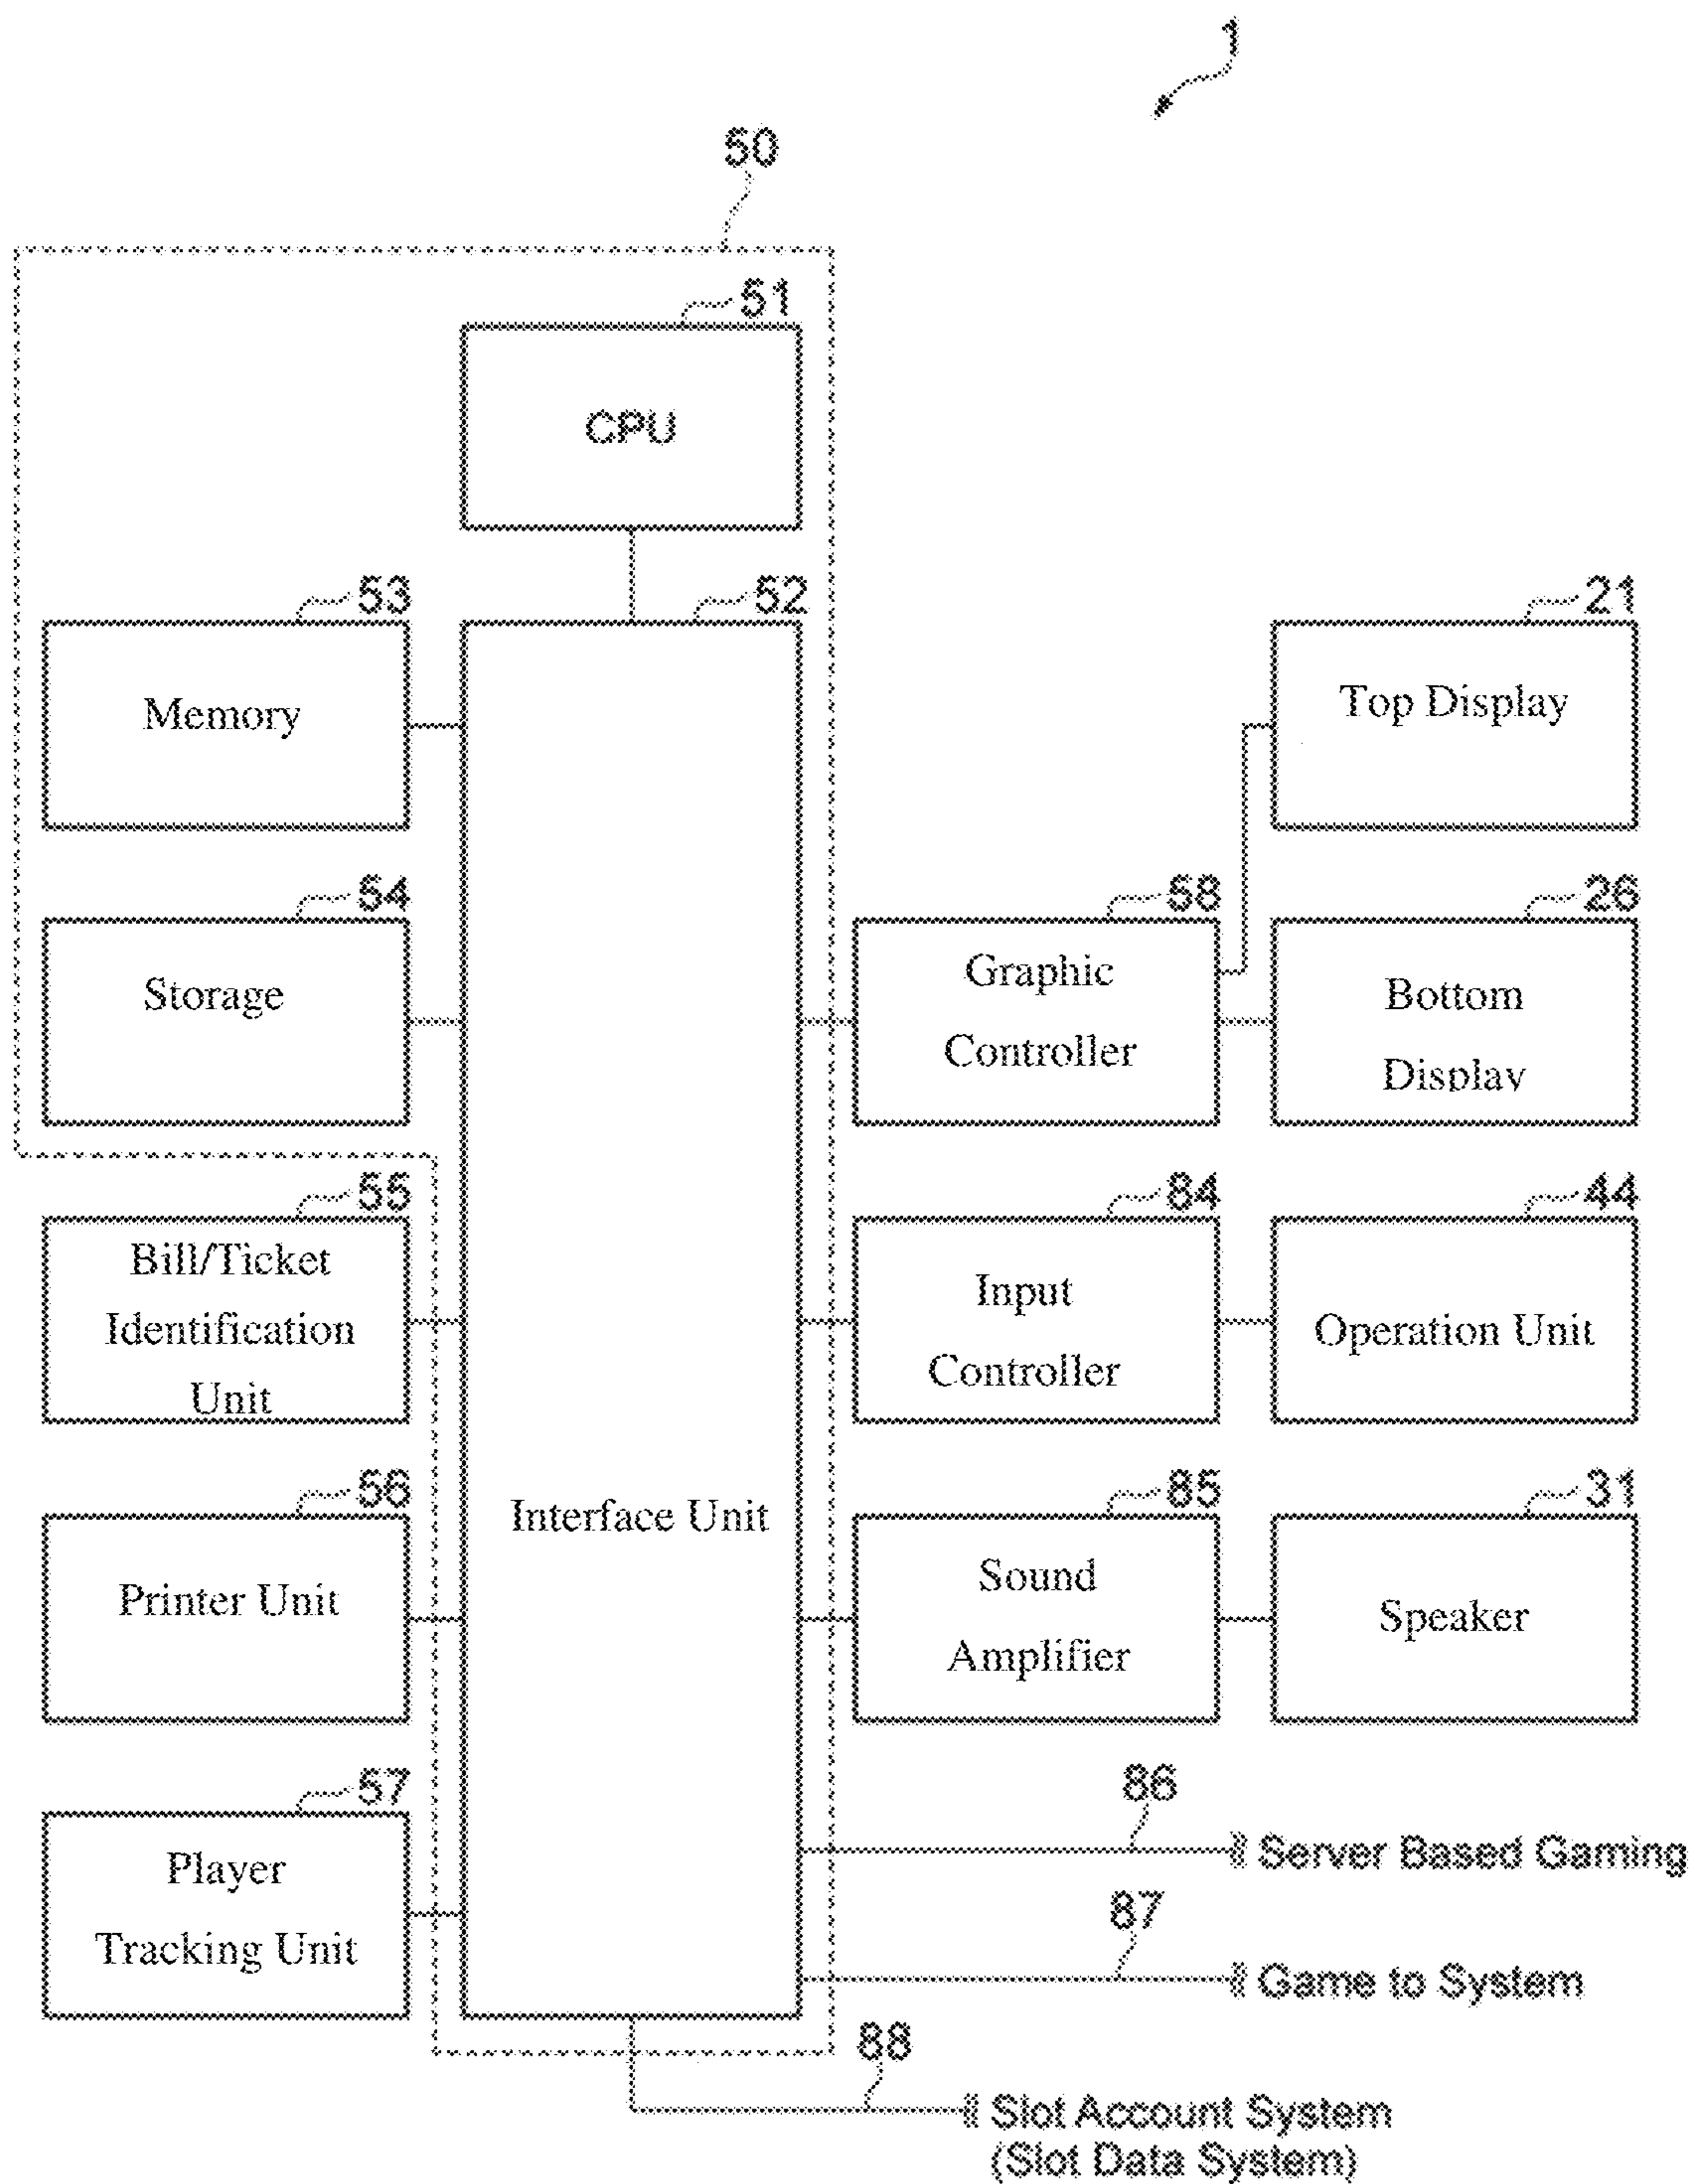 1
50
51
CPU
53
52
21
Memory
Top Display
54
58
26
Storage
Graphic
Controller
Bottom
Display
55
84
44
Bill/Ticket
Identification
Unit
Input
Controller
Operation Unit
56
85
31
Printer Unit
Interface Unit
Sound
Amplifier
Speaker
57
86
Player
Tracking Unit
Server Based Gaming
87
Game to System
88
Slot Account System
(Slot Data System)